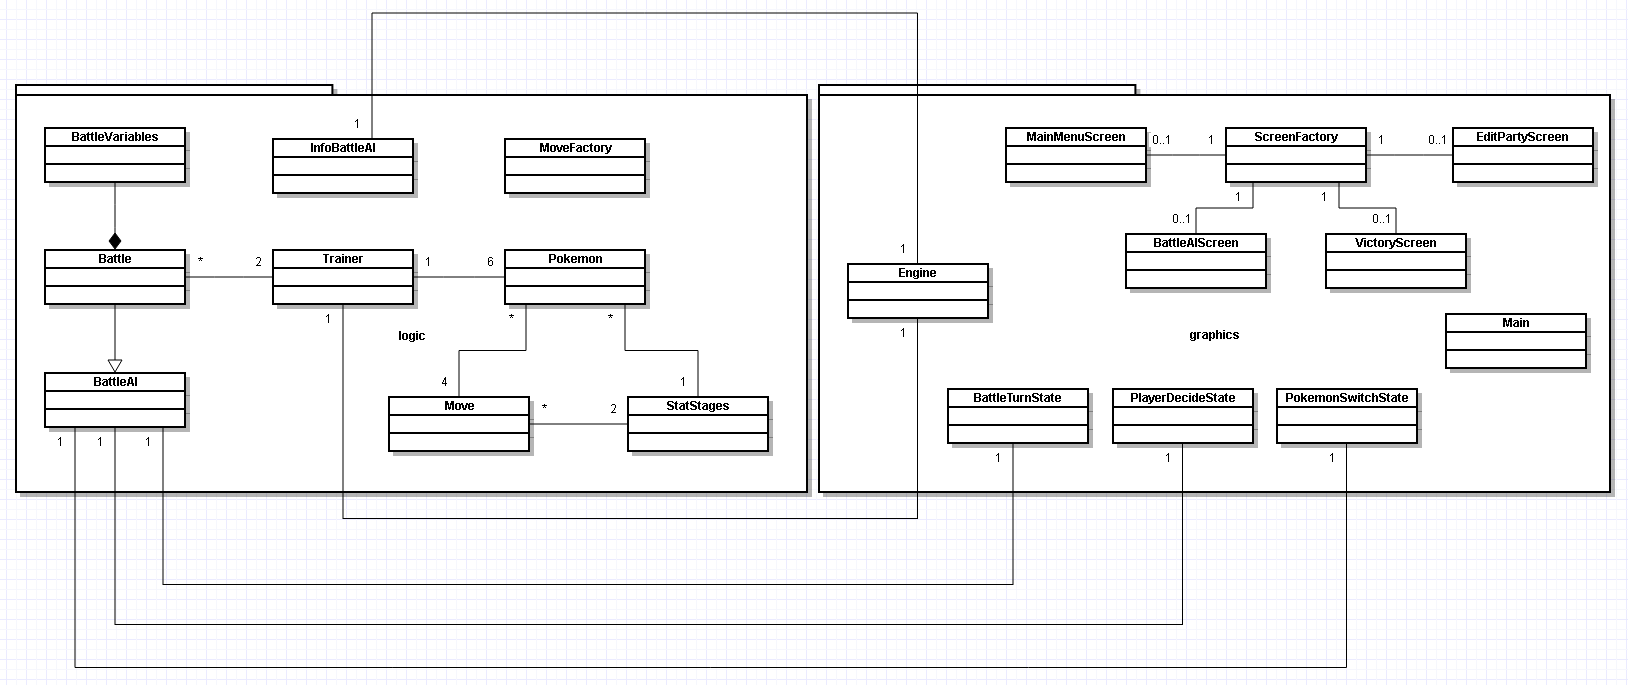 1
BattleVariables
InfoBattleAI
MoveFactory
MainMenuScreen
0..1
1
ScreenFactory
1
0..1
EditPartyScreen
1
1
0..1
0..1
BattleAIScreen
VictoryScreen
1
Battle
*
2
Trainer
1
6
Pokemon
Engine
1
*
*
1
logic
graphics
Main
BattleAI
4
1
Move
*
2
StatStages
BattleTurnState
PlayerDecideState
PokemonSwitchState
1
1
1
1
1
1